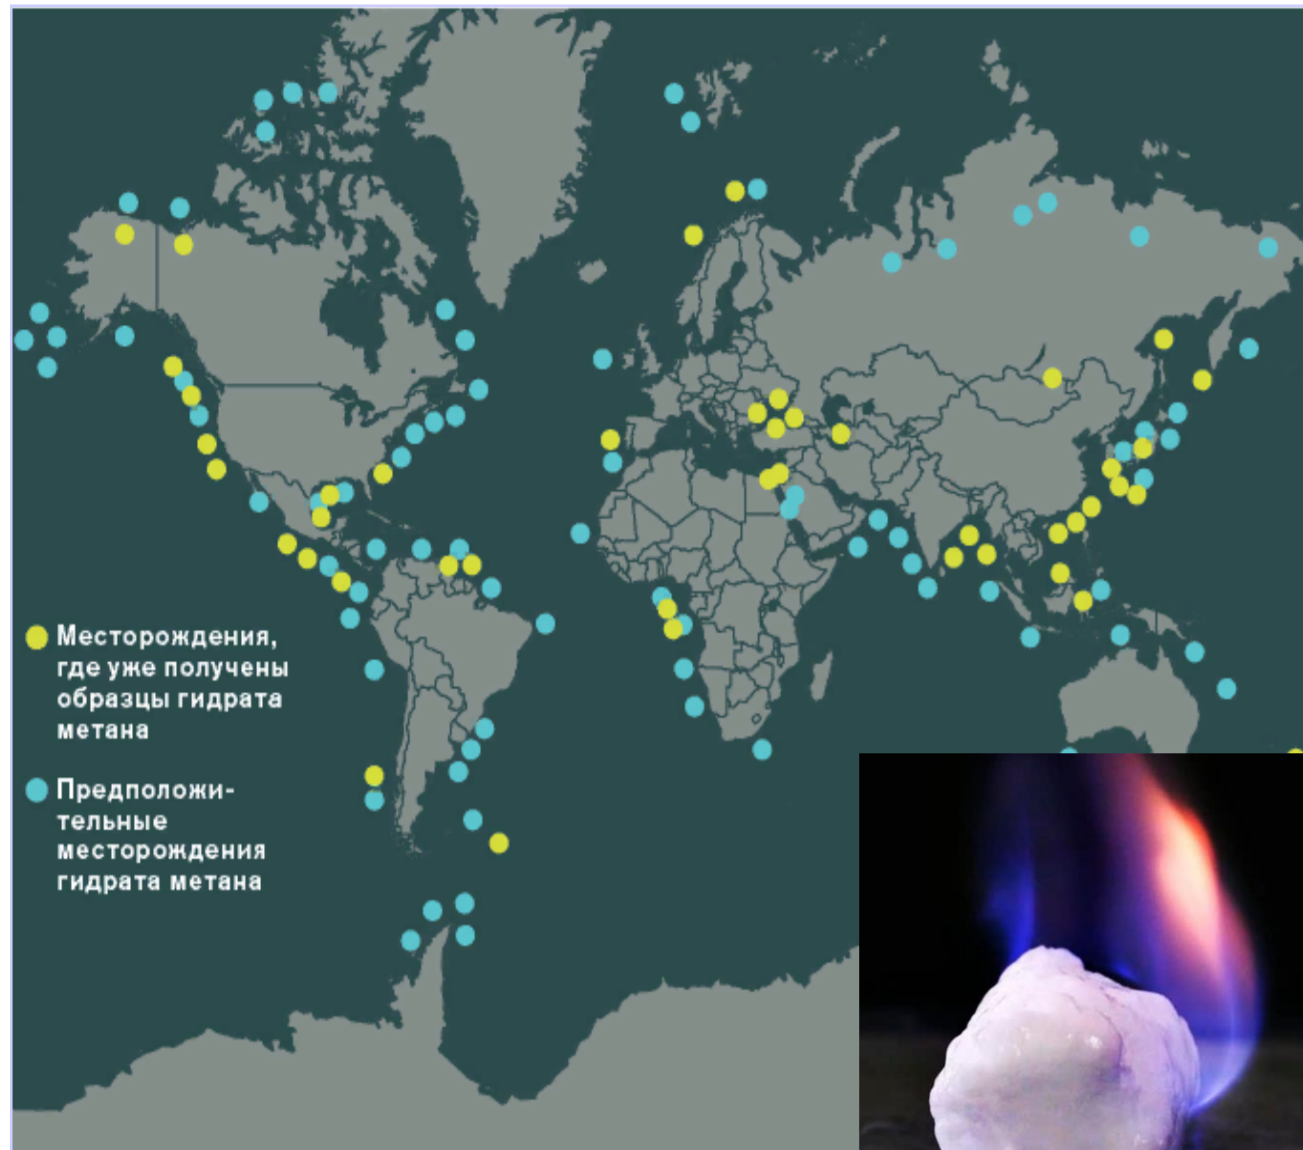 Месторождения,
где уже получены
образцы гидрата
метана
Предположи-
тельные
месторождения
гидрата метана